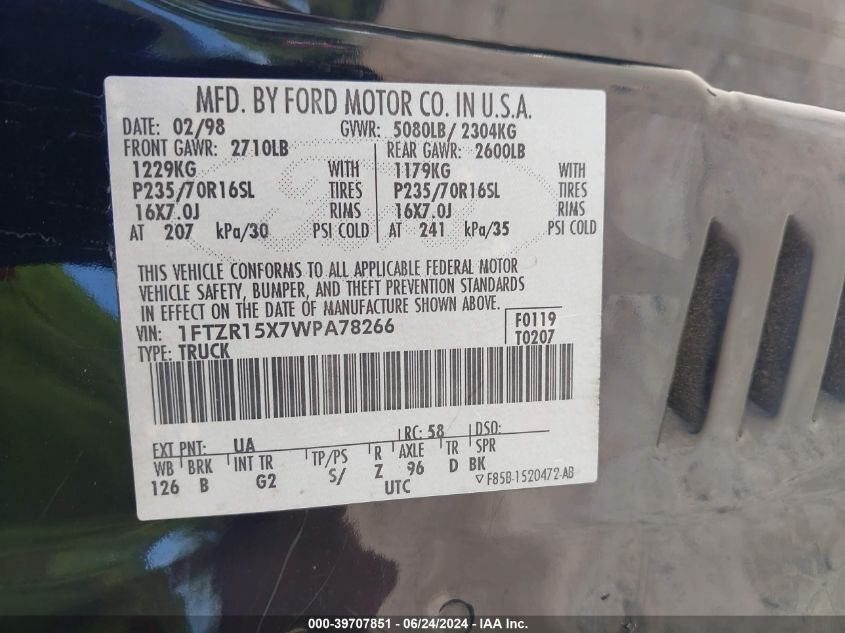 MFD. BY FORD MOTOR CO. IN U.S.A.
DATE: 02/98 GVWR: 5080LB/ 2304KG
FRONT GAWR: 2710LB REAR GAWR: 2600LB
1229KG WITH 1179KG WITH
P235/70R16SL TIRES P235/70R16SL TIRES
16X7.0J RIMS 16X7.0J RIMS
AT 207 kPa/30 PSI COLD AT 241 kPa/35 PSI COLD
THIS VEHICLE CONFORMS TO ALL APPLICABLE FEDERAL MOTOR
VEHICLE SAFETY, BUMPER, AND THEFT PREVENTION STANDARDS
IN EFFECT ON THE DATE OF MANUFACTURE SHOWN ABOVE.
VIN: 1FTZR15X7WPA78266 F0119
TYPE: TRUCK T0207
EXT PNT: UA RC: 58 DSO:
WB BRK INT TR TP/PS R AXLE TR SPR
126 B G2 S/ Z 96 D BK
UTC ▽F85B-1520472-AB
000-39707851 - 06/24/2024 - IAA Inc.